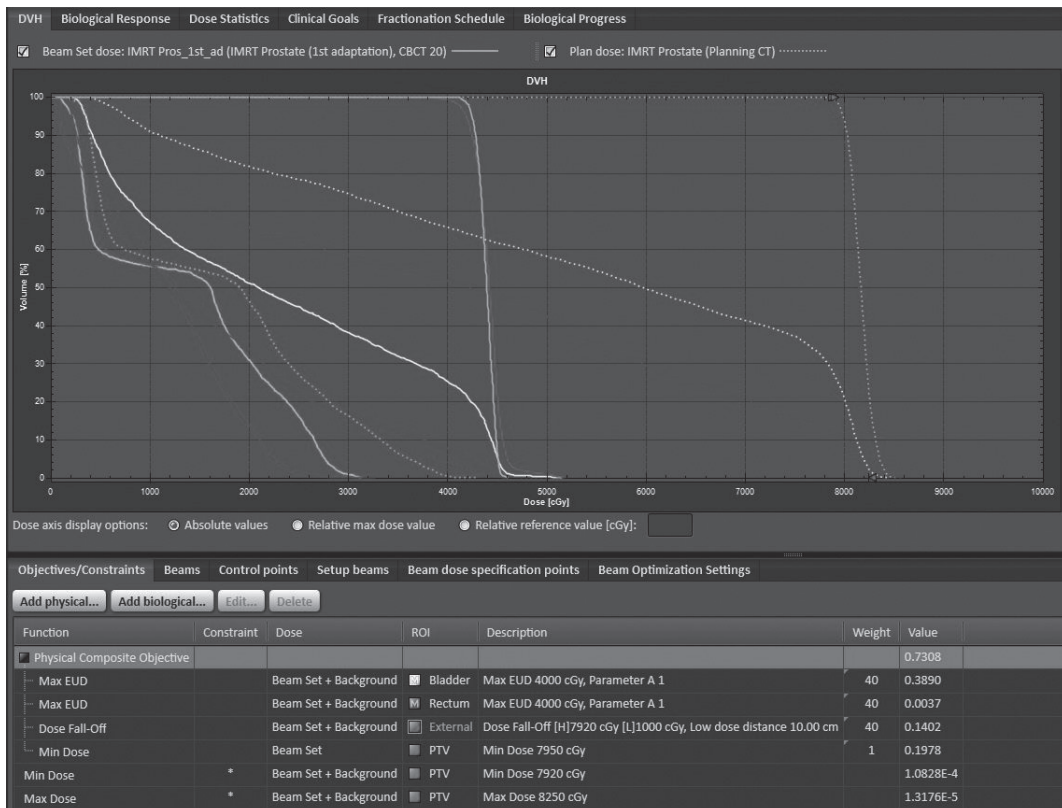 DVH Biological Response Dose Statistics Clinical Goals Fractionation Schedule Biological Progress
Beam Set dose: IMRT Pros_1st_ad (IMRT Prostate (1st adaptation), CBCT 20) Plan dose: IMRT Prostate (Planning CT)
DVH
100
90
80
70
60
50
40
30
20
10
0
Volume [%]
0 1000 2000 3000 4000 5000 6000 7000 8000 9000 10000
Dose [cGy]
Dose axis display options: Absolute values Relative max dose value Relative reference value [cGy]:
Objectives/Constraints Beams Control points Setup beams Beam dose specification points Beam Optimization Settings
Add physical... Add biological... Edit... Delete
Function Constraint Dose ROI Description Weight Value
Physical Composite Objective 0.7308
Max EUD Beam Set + Background M Bladder Max EUD 4000 cGy, Parameter A 1 40 0.3890
Max EUD Beam Set + Background M Rectum Max EUD 4000 cGy, Parameter A 1 40 0.0037
Dose Fall-Off Beam Set + Background External Dose Fall-Off [H]7920 cGy [L]1000 cGy, Low dose distance 10.00 cm 40 0.1402
Min Dose Beam Set PTV Min Dose 7950 cGy 1 0.1978
Min Dose * Beam Set + Background PTV Min Dose 7920 cGy 1.0828E-4
Max Dose * Beam Set + Background PTV Max Dose 8250 cGy 1.3176E-5